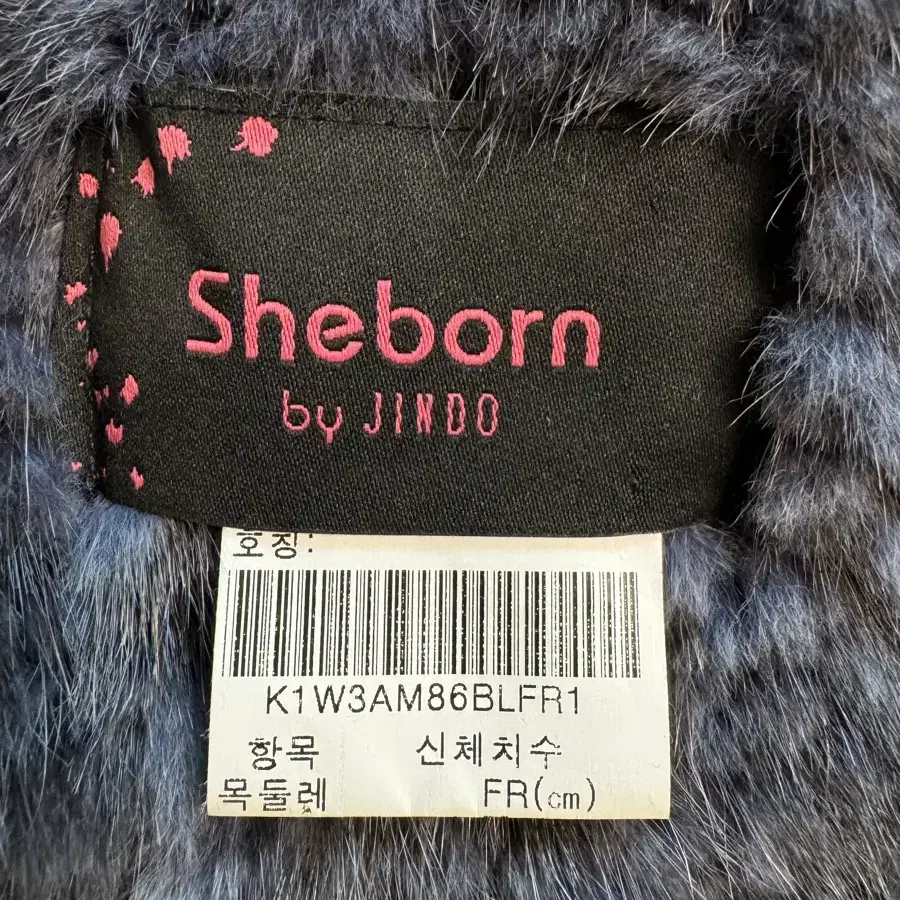 Sheborn
by JINDO
호칭:
K1W3AM86BLFR1
항목 신체치수
목둘레 FR(cm)